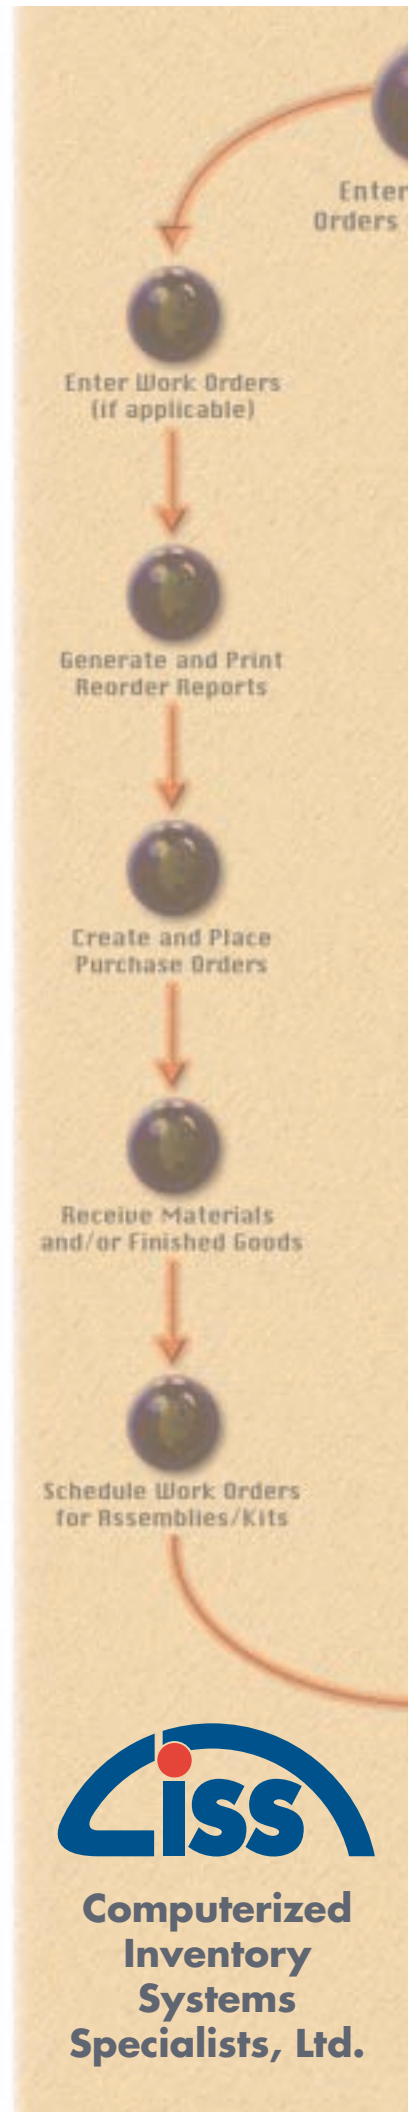 Enter
Orders
Enter Work Orders
(if applicable)
Generate and Print
Reorder Reports
Create and Place
Purchase Orders
Receive Materials
and/or Finished Goods
Schedule Work Orders
for Assemblies/Kits
CISS
Computerized
Inventory
Systems
Specialists, Ltd.